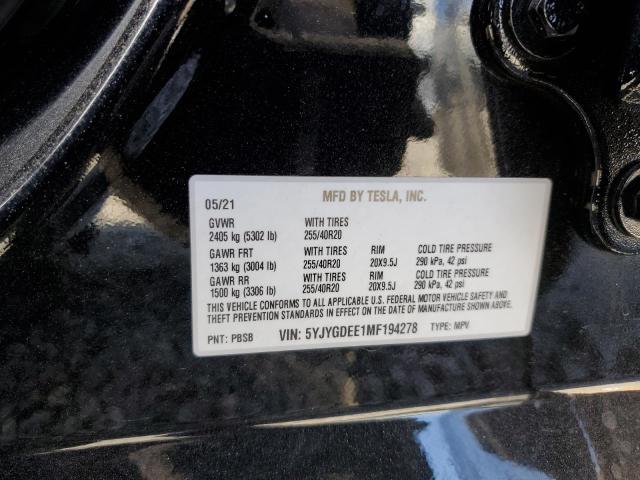 05/21 MFD BY TESLA, INC.
GVWR WITH TIRES
2405 kg (5302 lb) 255/40R20
GAWR FRT WITH TIRES RIM COLD TIRE PRESSURE
1363 kg (3004 lb) 255/40R20 20X9.5J 290 kPa, 42 psi
GAWR RR WITH TIRES RIM COLD TIRE PRESSURE
1500 kg (3306 lb) 255/40R20 20X9.5J 290 kPa, 42 psi
THIS VEHICLE CONFORMS TO ALL APPLICABLE U.S. FEDERAL MOTOR VEHICLE SAFETY AND
THEFT PREVENTION STANDARDS IN EFFECT ON THE DATE OF MANUFACTURE SHOWN ABOVE.
PNT: PBSB VIN: 5YJYGDEE1MF194278 TYPE: MPV